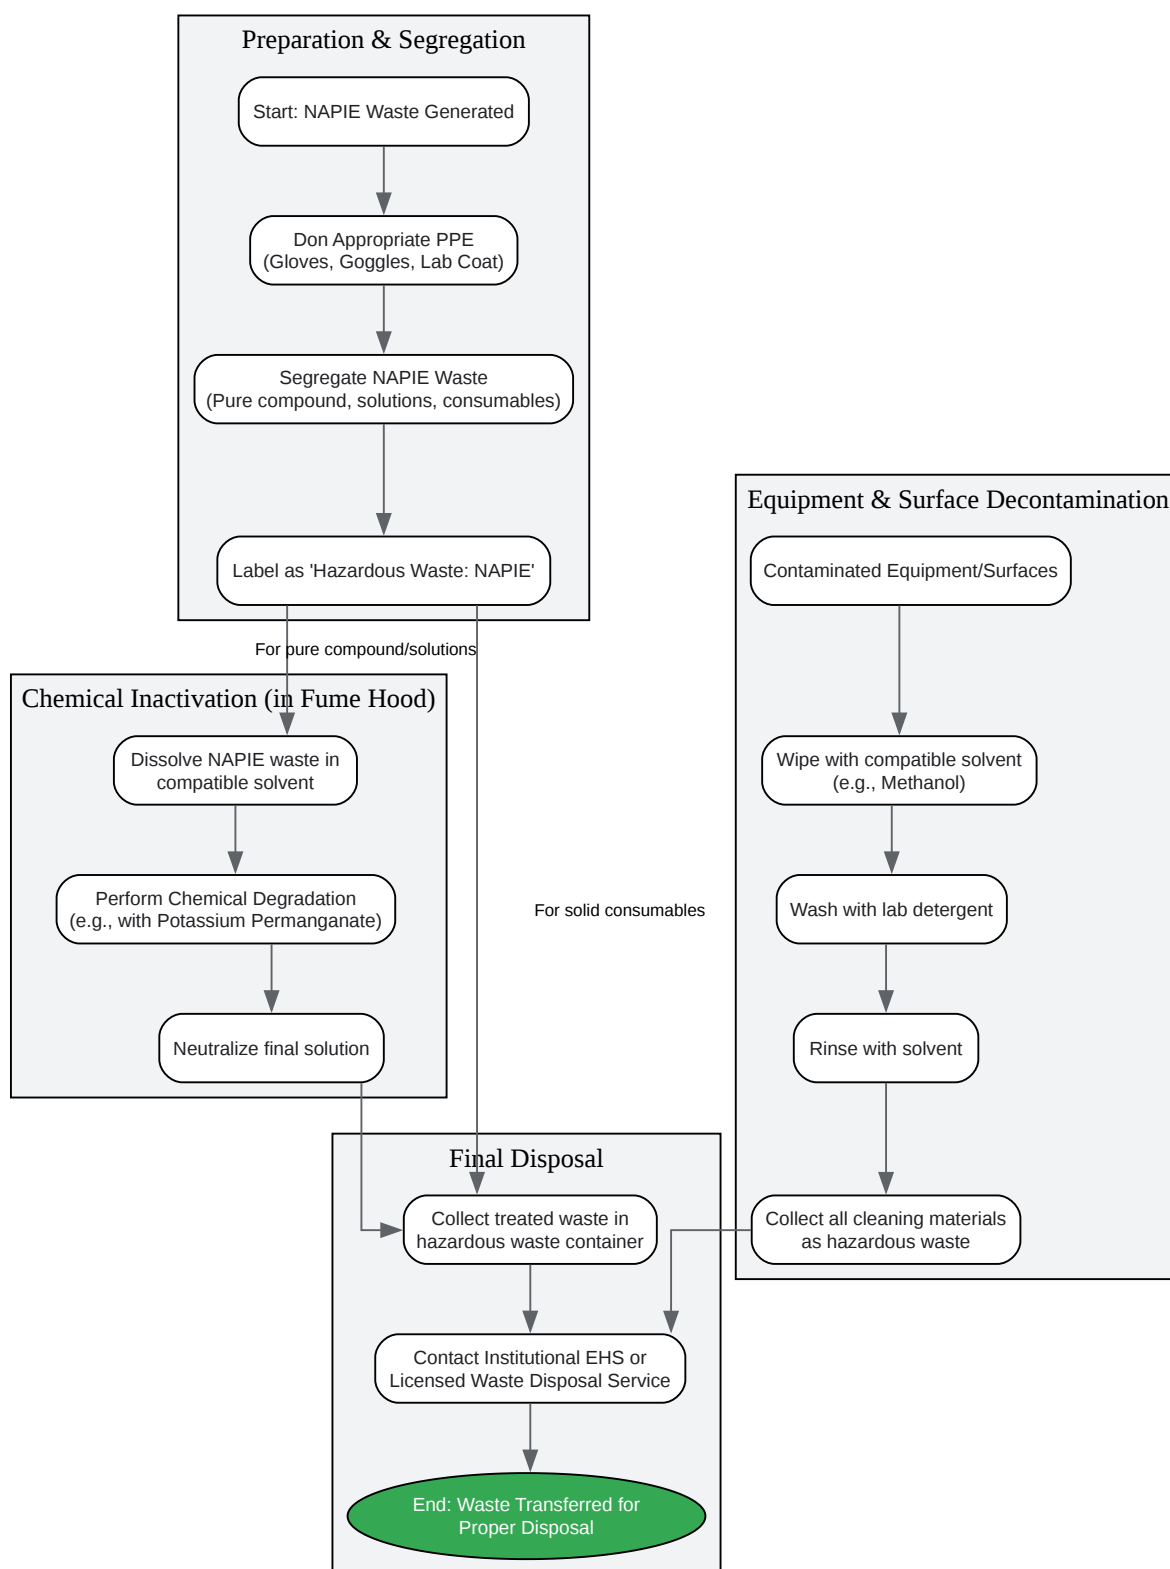 Preparation & Segregation
Start: NAPIE Waste Generated
Don Appropriate PPE
(Gloves, Goggles, Lab Coat)
Segregate NAPIE Waste
(Pure compound, solutions, consumables)
Label as 'Hazardous Waste: NAPIE'
For pure compound/solutions
Chemical Inactivation (in Fume Hood)
Dissolve NAPIE waste in
compatible solvent
Perform Chemical Degradation
(e.g., with Potassium Permanganate)
Neutralize final solution
For solid consumables
Equipment & Surface Decontamination
Contaminated Equipment/Surfaces
Wipe with compatible solvent
(e.g., Methanol)
Wash with lab detergent
Rinse with solvent
Collect all cleaning materials
as hazardous waste
Final Disposal
Collect treated waste in
hazardous waste container
Contact Institutional EHS or
Licensed Waste Disposal Service
End: Waste Transferred for
Proper Disposal